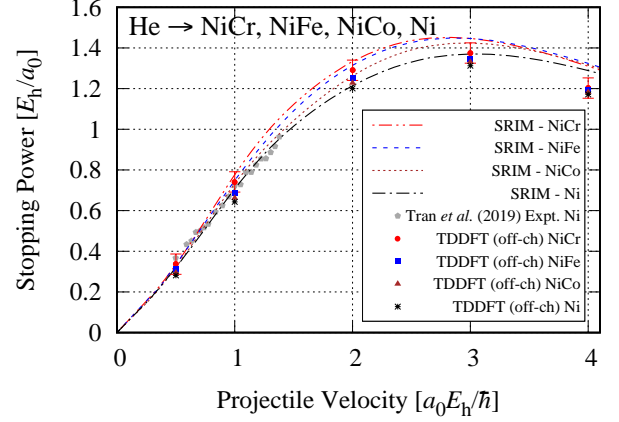 He → NiCr, NiFe, NiCo, Ni
Stopping Power [E_h/a_0]
1.6
1.4
1.2
1
0.8
0.6
0.4
0.2
0
SRIM - NiCr
SRIM - NiFe
SRIM - NiCo
SRIM - Ni
Tran et al. (2019) Expt. Ni
TDDFT (off-ch) NiCr
TDDFT (off-ch) NiFe
TDDFT (off-ch) NiCo
TDDFT (off-ch) Ni
0 1 2 3 4
Projectile Velocity [a_0E_h/ħ]